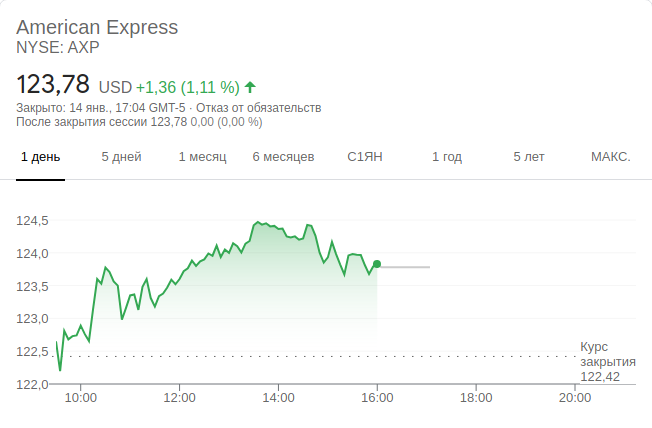 American Express
NYSE: AXP
123,78 USD +1,36 (1,11 %)
Закрыто: 14 янв., 17:04 GMT-5 · Отказ от обязательств
После закрытия сессии 123,78 0,00 (0,00 %)
1 день 5 дней 1 месяц 6 месяцев С1ЯН 1 год 5 лет МАКС.
124,5
124,0
123,5
123,0
122,5
122,0
Курс
закрытия
122,42
10:00 12:00 14:00 16:00 18:00 20:00